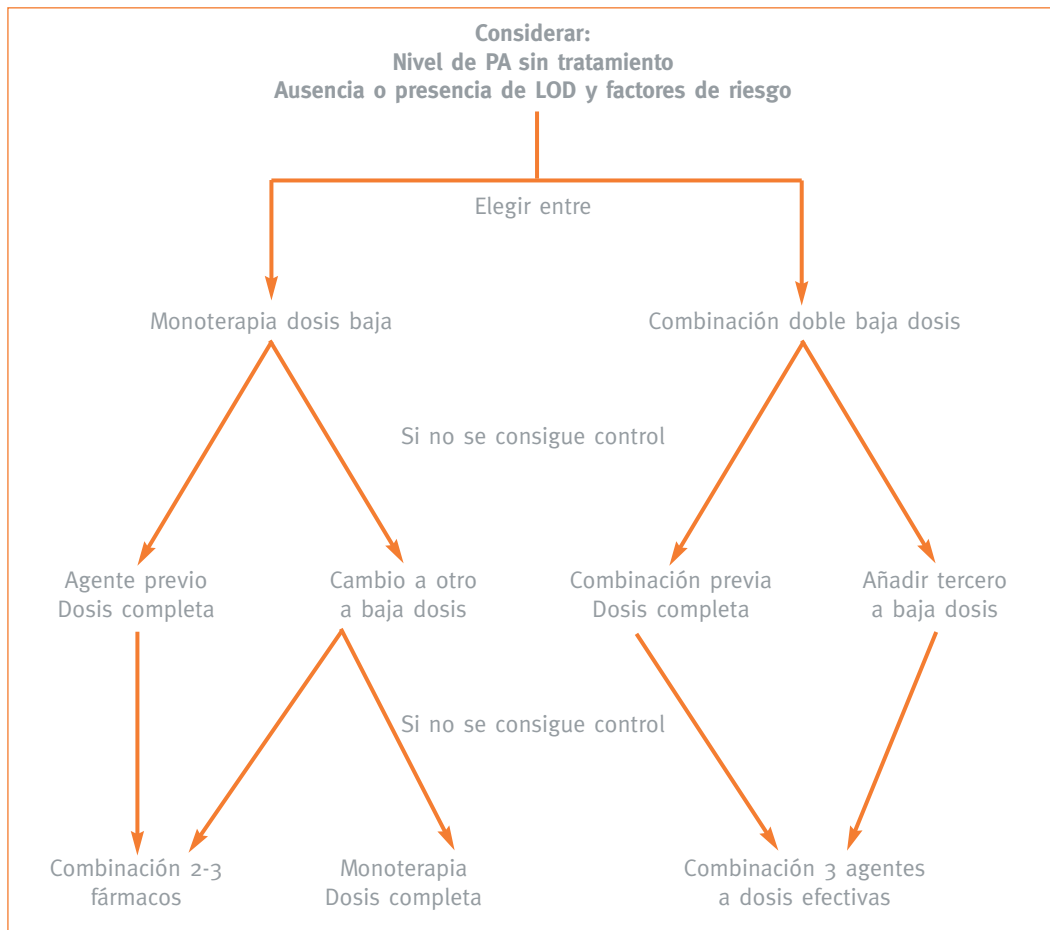 Considerar:
Nivel de PA sin tratamiento
Ausencia o presencia de LOD y factores de riesgo
Elegir entre
Monoterapia dosis baja
Combinación doble baja dosis
Si no se consigue control
Agente previo
Dosis completa
Cambio a otro
a baja dosis
Combinación previa
Dosis completa
Añadir tercero
a baja dosis
Si no se consigue control
Combinación 2-3
fármacos
Monoterapia
Dosis completa
Combinación 3 agentes
a dosis efectivas